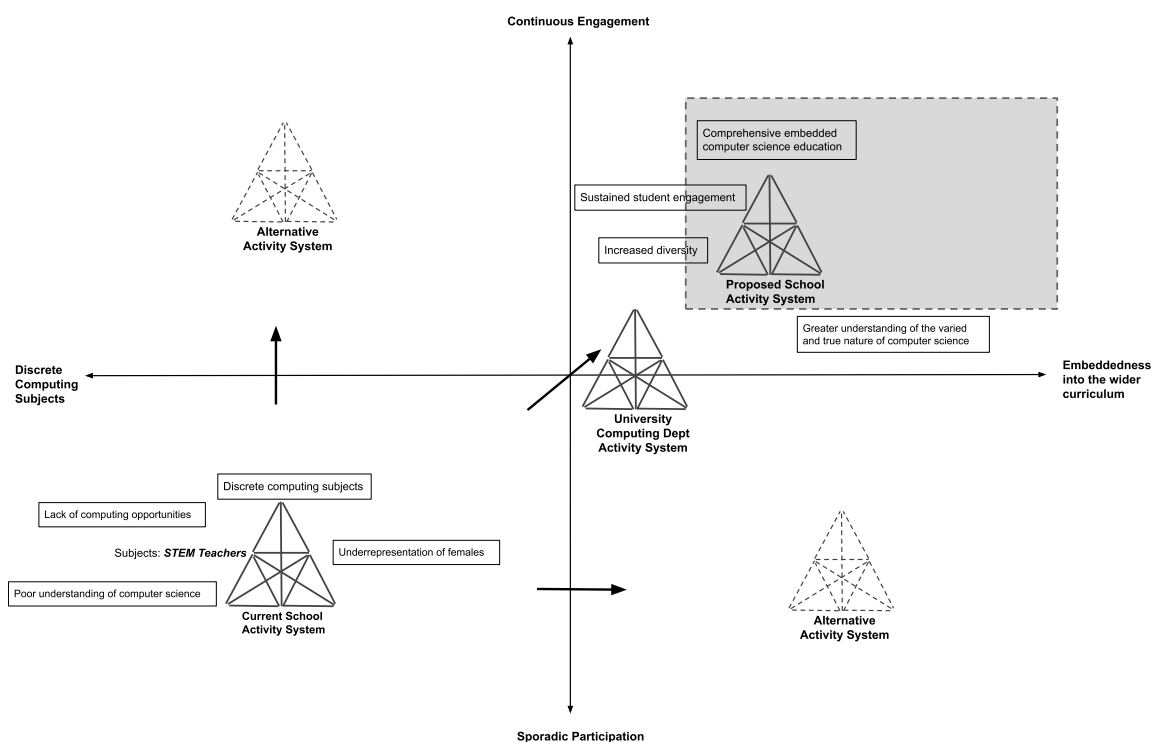 Continuous Engagement
Comprehensive embedded
computer science education
Sustained student engagement
Increased diversity
Alternative
Activity System
Proposed School
Activity System
Greater understanding of the varied
and true nature of computer science
Discrete
Computing
Subjects
Embeddedness
into the wider
curriculum
University
Computing Dept
Activity System
Discrete computing subjects
Lack of computing opportunities
Subjects: STEM Teachers
Underrepresentation of females
Poor understanding of computer science
Current School
Activity System
Alternative
Activity System
Sporadic Participation